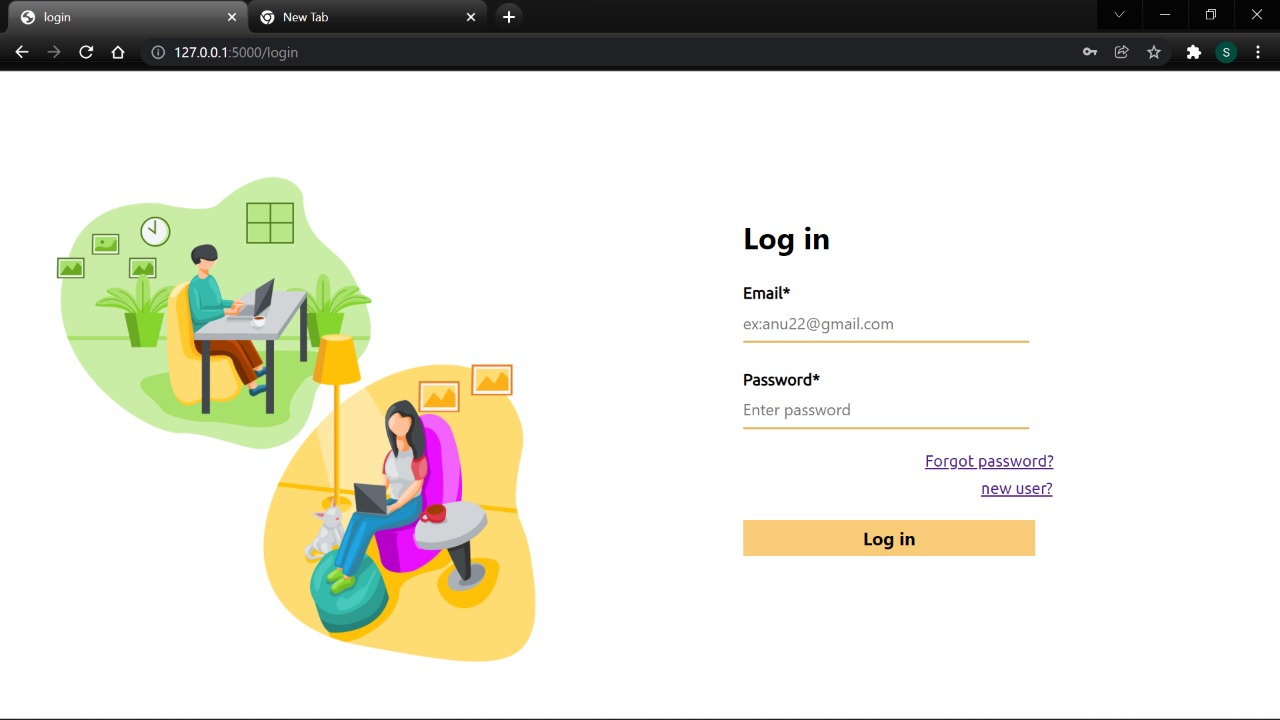 login
New Tab
127.0.0.1:5000/login
S
Log in
Email*
ex:anu22@gmail.com
Password*
Enter password
Forgot password?
new user?
Log in